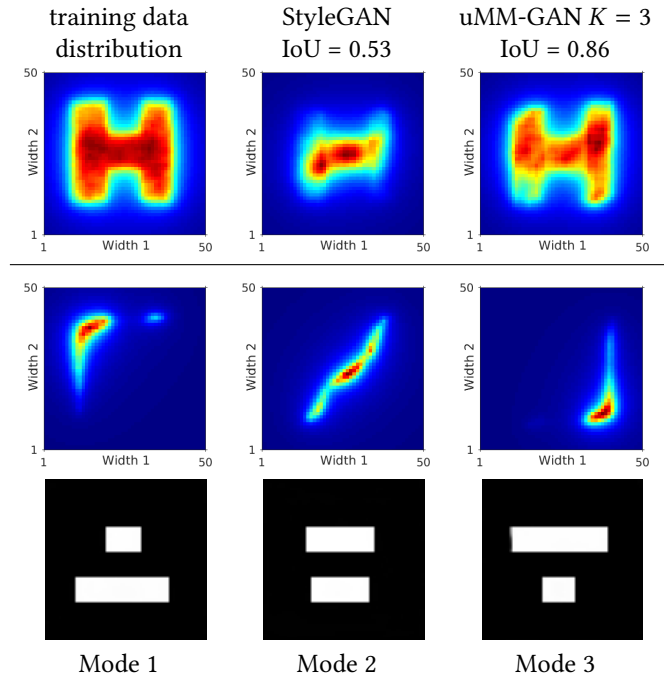 training data
distribution
StyleGAN
IoU = 0.53
uMM-GAN K = 3
IoU = 0.86
50
Width 2
1
1
Width 1
50
50
Width 2
1
1
Width 1
50
50
Width 2
1
1
Width 1
50
50
Width 2
1
1
Width 1
50
50
Width 2
1
1
Width 1
50
50
Width 2
1
1
Width 1
50
Mode 1
Mode 2
Mode 3